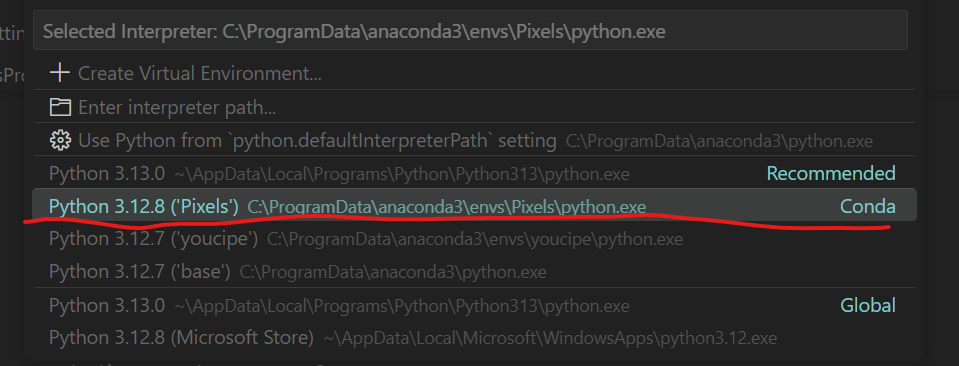 Selected Interpreter: C:\ProgramData\anaconda3\envs\Pixels\python.exe
ttin
Create Virtual Environment...
sPro
Enter interpreter path...
Use Python from `python.defaultInterpreterPath` setting C:\ProgramData\anaconda3\python.exe
Python 3.13.0 ~\AppData\Local\Programs\Python\Python313\python.exe Recommended
Python 3.12.8 ('Pixels') C:\ProgramData\anaconda3\envs\Pixels\python.exe Conda
Python 3.12.7 ('youcipe') C:\ProgramData\anaconda3\envs\youcipe\python.exe
Python 3.12.7 ('base') C:\ProgramData\anaconda3\python.exe
Python 3.13.0 ~\AppData\Local\Programs\Python\Python313\python.exe Global
Python 3.12.8 (Microsoft Store) ~\AppData\Local\Microsoft\WindowsApps\python3.12.exe